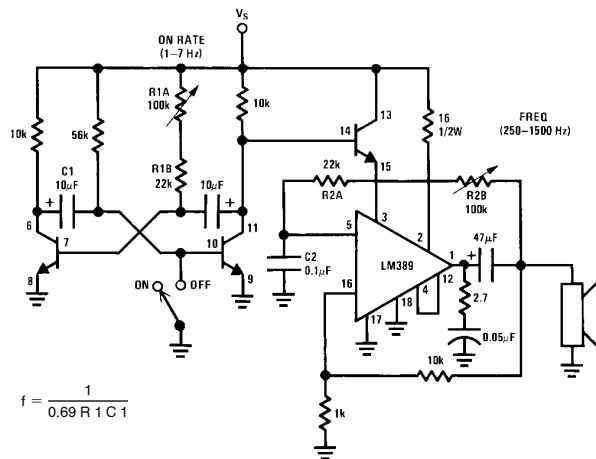 VS
ON RATE
(1–7 Hz)
R1A
100k
10k
56k
10k
13
14
16
1/2W
FREQ
(250–1500 Hz)
C1
10μF
R1B
22k
10μF
15
22k
R2A
R2B
100k
+
+
6
7
8
11
10
9
5
3
2
1
47μF
+
C2
0.1μF
LM389
12
4
18
17
16
2.7
0.05μF
ON
OFF
10k
1k
f = 1 / 0.69 R 1 C 1